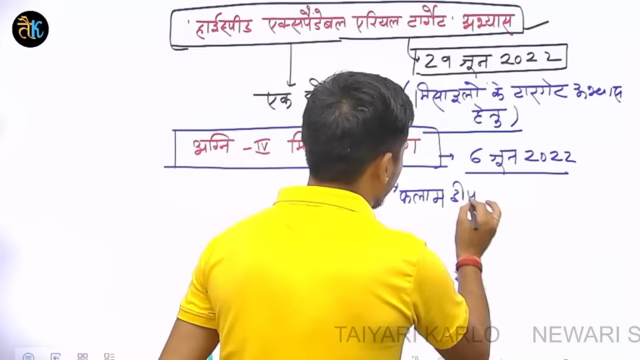 तैK
'हाईस्पीड एक्सपैंडेबल एरियल टार्गेट' अभ्यास
29 जून 2022
एक (मिसाइलों के टारगेट अभ्यास
हेतु)
अग्नि - IV मि
6 जून 2022
कलाम द्वीप
TAIYARI KARLO NEWARI S